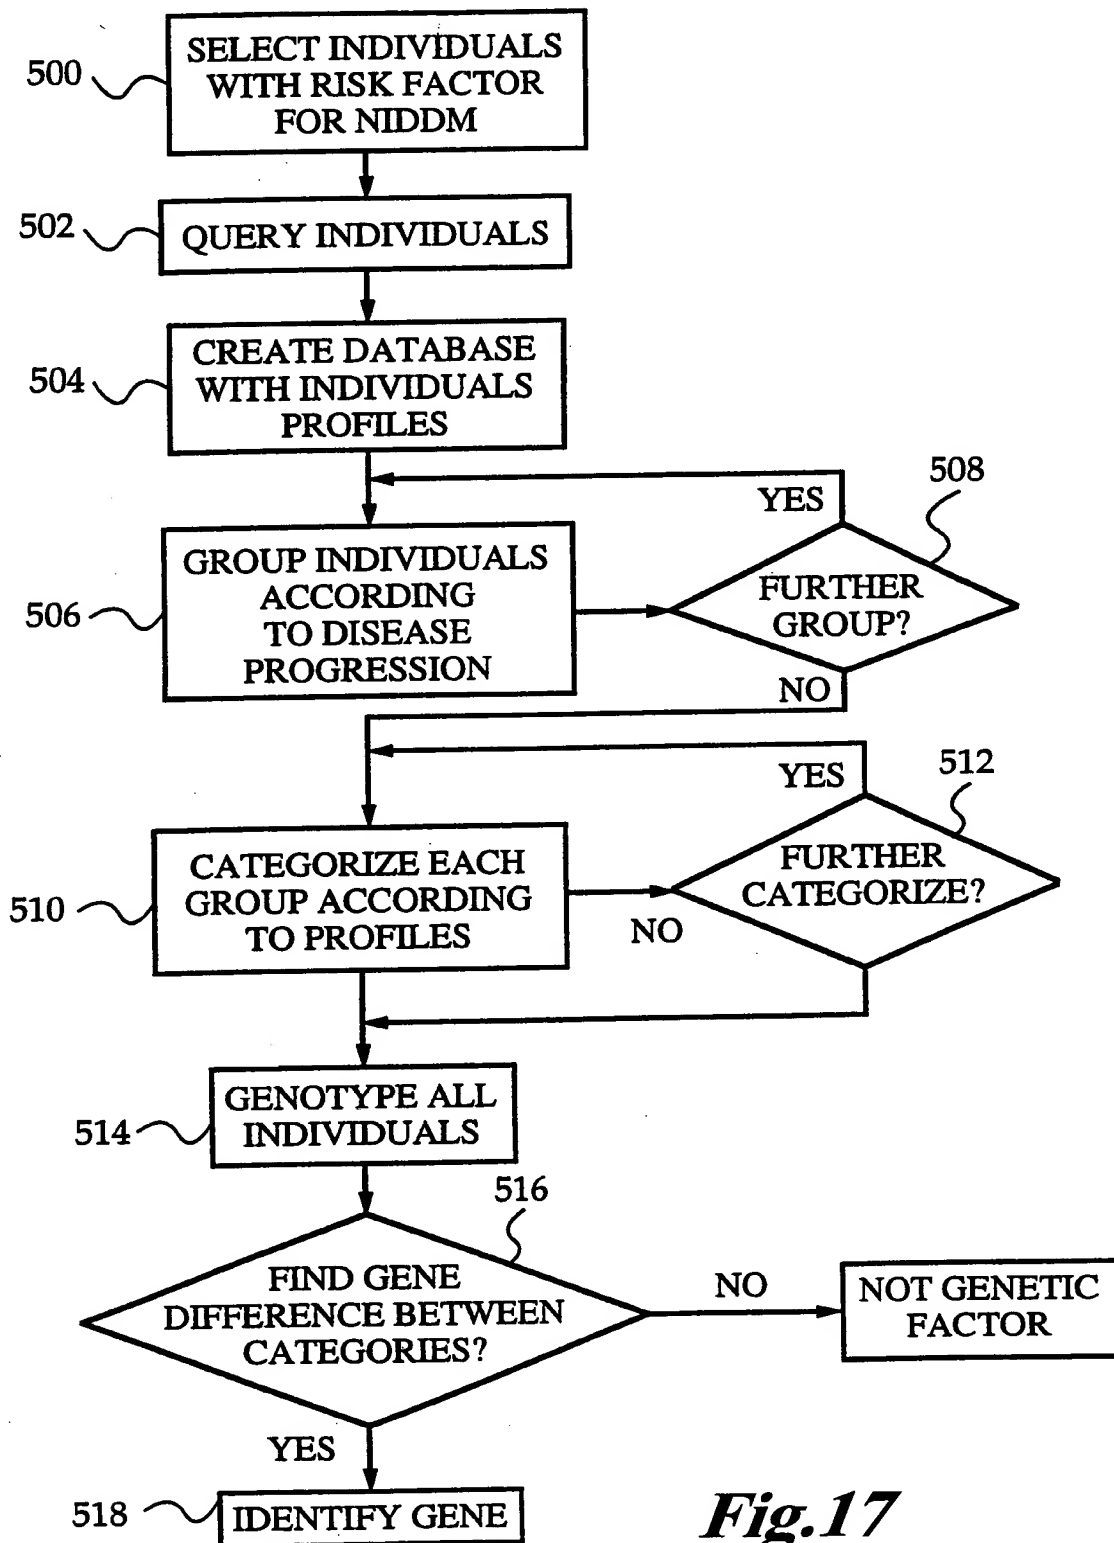 500
SELECT INDIVIDUALS
WITH RISK FACTOR
FOR NIDDM
502
QUERY INDIVIDUALS
504
CREATE DATABASE
WITH INDIVIDUALS
PROFILES
508
YES
506
GROUP INDIVIDUALS
ACCORDING
TO DISEASE
PROGRESSION
FURTHER
GROUP?
NO
YES
512
510
CATEGORIZE EACH
GROUP ACCORDING
TO PROFILES
NO
FURTHER
CATEGORIZE?
514
GENOTYPE ALL
INDIVIDUALS
516
FIND GENE
DIFFERENCE BETWEEN
CATEGORIES?
NO
NOT GENETIC
FACTOR
YES
518
IDENTIFY GENE
Fig.17